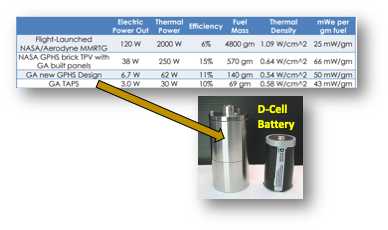 Electric Power Out Thermal Power Efficiency Fuel Mass Thermal Density mWe per gm fuel
Flight-Launched NASA/Aerodyne MMRTG 120 W 2000 W 6% 4800 gm 1.09 W/cm^2 25 mW/gm
NASA GPHS brick TPV with GA built panels 38 W 250 W 15% 570 gm 0.64 W/cm^2 66 mW/gm
GA new GPHS Design 6.7 W 62 W 11% 140 gm 0.54 W/cm^2 50 mW/gm
GA TAPS 3.0 W 30 W 10% 69 gm 0.58 W/cm^2 43 mW/gm
D-Cell
Battery